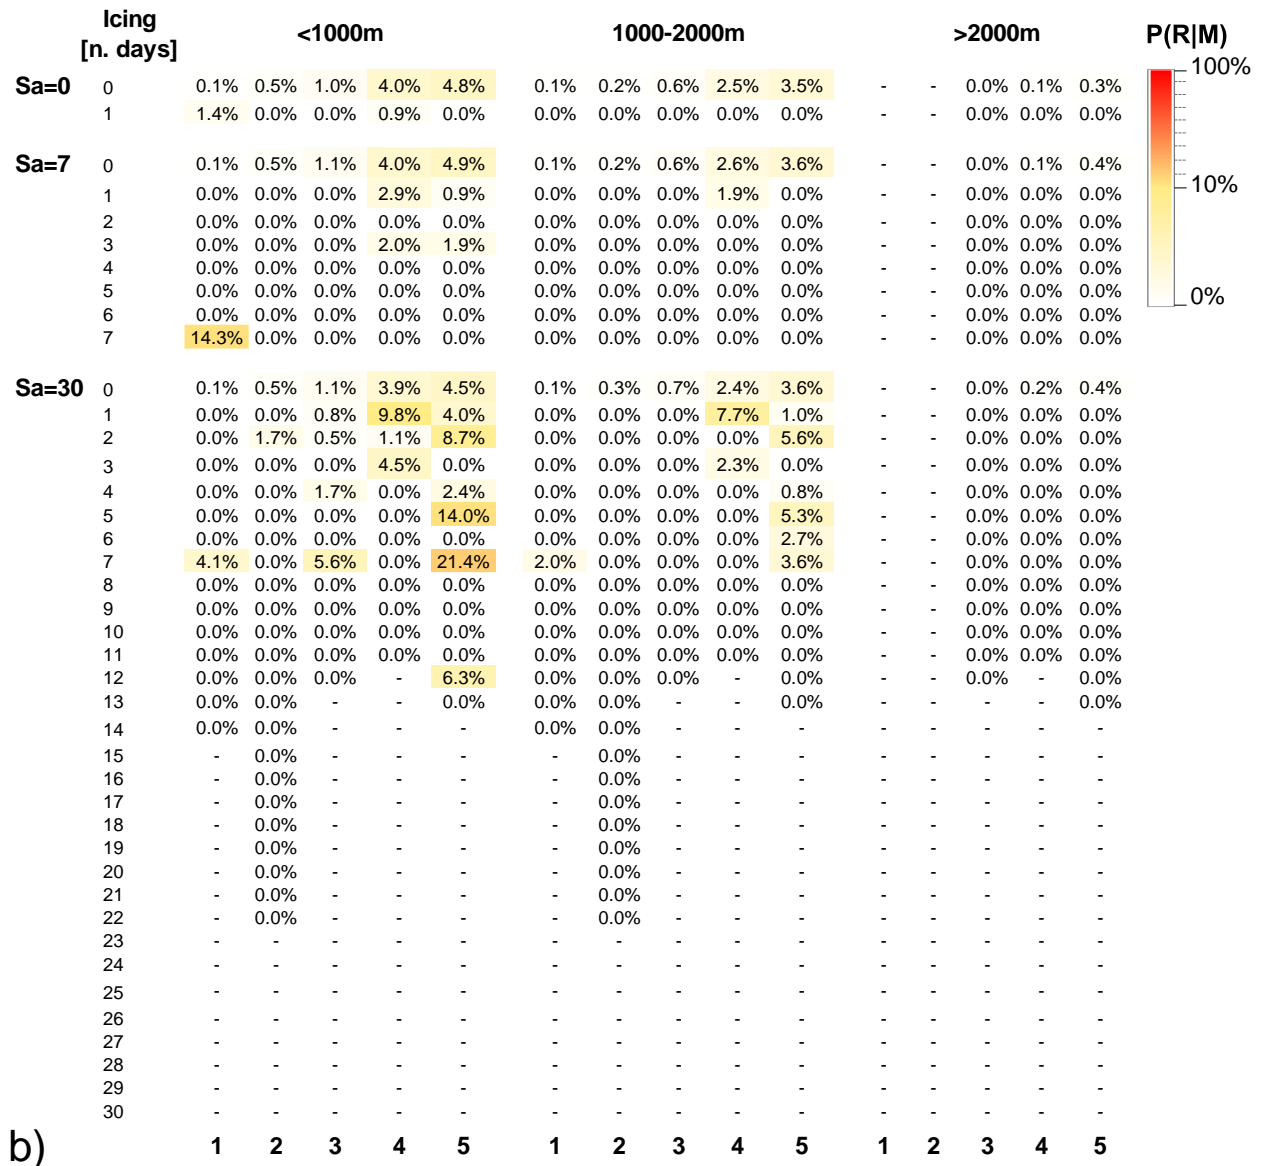 Icing
[n. days] <1000m 1000-2000m >2000m P(R|M)
100%
10%
0%
Sa=0 0 0.1% 0.5% 1.0% 4.0% 4.8% 0.1% 0.2% 0.6% 2.5% 3.5% - - 0.0% 0.1% 0.3%
1 1.4% 0.0% 0.0% 0.9% 0.0% 0.0% 0.0% 0.0% 0.0% 0.0% - - 0.0% 0.0% 0.0%
Sa=7 0 0.1% 0.5% 1.1% 4.0% 4.9% 0.1% 0.2% 0.6% 2.6% 3.6% - - 0.0% 0.1% 0.4%
1 0.0% 0.0% 0.0% 2.9% 0.9% 0.0% 0.0% 0.0% 1.9% 0.0% - - 0.0% 0.0% 0.0%
2 0.0% 0.0% 0.0% 0.0% 0.0% 0.0% 0.0% 0.0% 0.0% 0.0% - - 0.0% 0.0% 0.0%
3 0.0% 0.0% 0.0% 2.0% 1.9% 0.0% 0.0% 0.0% 0.0% 0.0% - - 0.0% 0.0% 0.0%
4 0.0% 0.0% 0.0% 0.0% 0.0% 0.0% 0.0% 0.0% 0.0% 0.0% - - 0.0% 0.0% 0.0%
5 0.0% 0.0% 0.0% 0.0% 0.0% 0.0% 0.0% 0.0% 0.0% 0.0% - - 0.0% 0.0% 0.0%
6 0.0% 0.0% 0.0% 0.0% 0.0% 0.0% 0.0% 0.0% 0.0% 0.0% - - 0.0% 0.0% 0.0%
7 14.3% 0.0% 0.0% 0.0% 0.0% 0.0% 0.0% 0.0% 0.0% 0.0% - - 0.0% 0.0% 0.0%
Sa=30 0 0.1% 0.5% 1.1% 3.9% 4.5% 0.1% 0.3% 0.7% 2.4% 3.6% - - 0.0% 0.2% 0.4%
1 0.0% 0.0% 0.8% 9.8% 4.0% 0.0% 0.0% 0.0% 7.7% 1.0% - - 0.0% 0.0% 0.0%
2 0.0% 1.7% 0.5% 1.1% 8.7% 0.0% 0.0% 0.0% 0.0% 5.6% - - 0.0% 0.0% 0.0%
3 0.0% 0.0% 0.0% 4.5% 0.0% 0.0% 0.0% 0.0% 2.3% 0.0% - - 0.0% 0.0% 0.0%
4 0.0% 0.0% 1.7% 0.0% 2.4% 0.0% 0.0% 0.0% 0.0% 0.8% - - 0.0% 0.0% 0.0%
5 0.0% 0.0% 0.0% 0.0% 14.0% 0.0% 0.0% 0.0% 0.0% 5.3% - - 0.0% 0.0% 0.0%
6 0.0% 0.0% 0.0% 0.0% 0.0% 0.0% 0.0% 0.0% 0.0% 2.7% - - 0.0% 0.0% 0.0%
7 4.1% 0.0% 5.6% 0.0% 21.4% 2.0% 0.0% 0.0% 0.0% 3.6% - - 0.0% 0.0% 0.0%
8 0.0% 0.0% 0.0% 0.0% 0.0% 0.0% 0.0% 0.0% 0.0% 0.0% - - 0.0% 0.0% 0.0%
9 0.0% 0.0% 0.0% 0.0% 0.0% 0.0% 0.0% 0.0% 0.0% 0.0% - - 0.0% 0.0% 0.0%
10 0.0% 0.0% 0.0% 0.0% 0.0% 0.0% 0.0% 0.0% 0.0% 0.0% - - 0.0% 0.0% 0.0%
11 0.0% 0.0% 0.0% 0.0% 0.0% 0.0% 0.0% 0.0% 0.0% 0.0% - - 0.0% 0.0% 0.0%
12 0.0% 0.0% 0.0% - 6.3% 0.0% 0.0% 0.0% - 0.0% - - 0.0% - 0.0%
13 0.0% 0.0% - - 0.0% 0.0% 0.0% - - 0.0% - - - - 0.0%
14 0.0% 0.0% - - - 0.0% 0.0% - - - - - - - -
15 - 0.0% - - - - 0.0% - - - - - - - -
16 - 0.0% - - - - 0.0% - - - - - - - -
17 - 0.0% - - - - 0.0% - - - - - - - -
18 - 0.0% - - - - 0.0% - - - - - - - -
19 - 0.0% - - - - 0.0% - - - - - - - -
20 - 0.0% - - - - 0.0% - - - - - - - -
21 - 0.0% - - - - 0.0% - - - - - - - -
22 - 0.0% - - - - 0.0% - - - - - - - -
23 - - - - - - - - - - - - - - -
24 - - - - - - - - - - - - - - -
25 - - - - - - - - - - - - - - -
26 - - - - - - - - - - - - - - -
27 - - - - - - - - - - - - - - -
28 - - - - - - - - - - - - - - -
29 - - - - - - - - - - - - - - -
30 - - - - - - - - - - - - - - -
b) 1 2 3 4 5 1 2 3 4 5 1 2 3 4 5